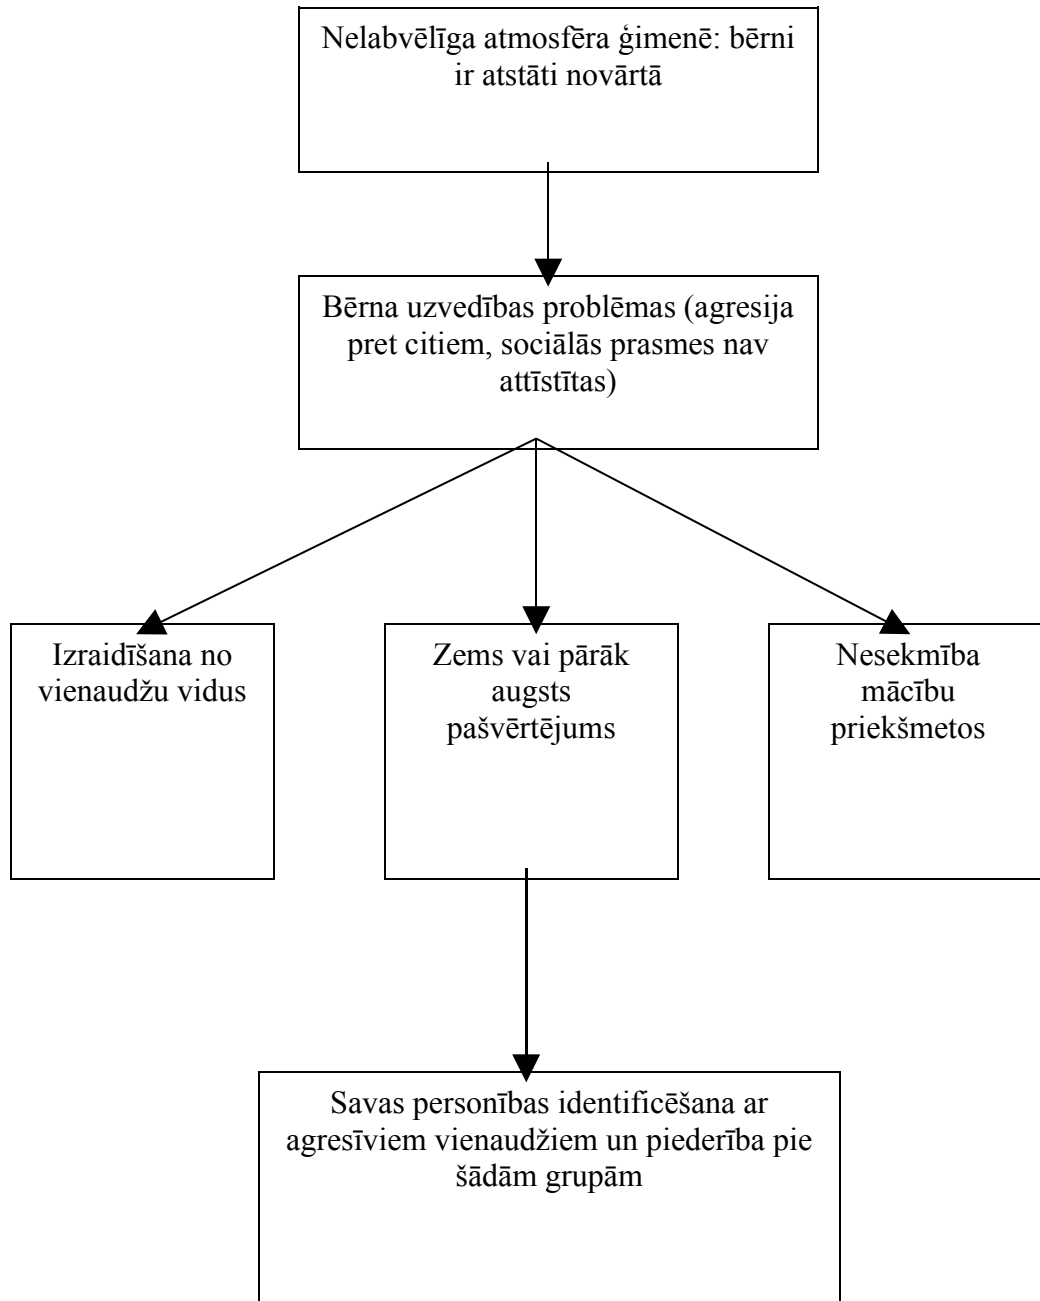 Nelabvēlīga atmosfēra ģimenē: bērni
ir atstāti novārtā
Bērna uzvedības problēmas (agresija
pret citiem, sociālās prasmes nav
attīstītas)
Izraidīšana no
vienaudžu vidus
Zems vai pārāk
augsts
pašvērtējums
Nesekmība
mācību
priekšmetos
Savas personības identificēšana ar
agresīviem vienaudžiem un piederība pie
šādām grupām